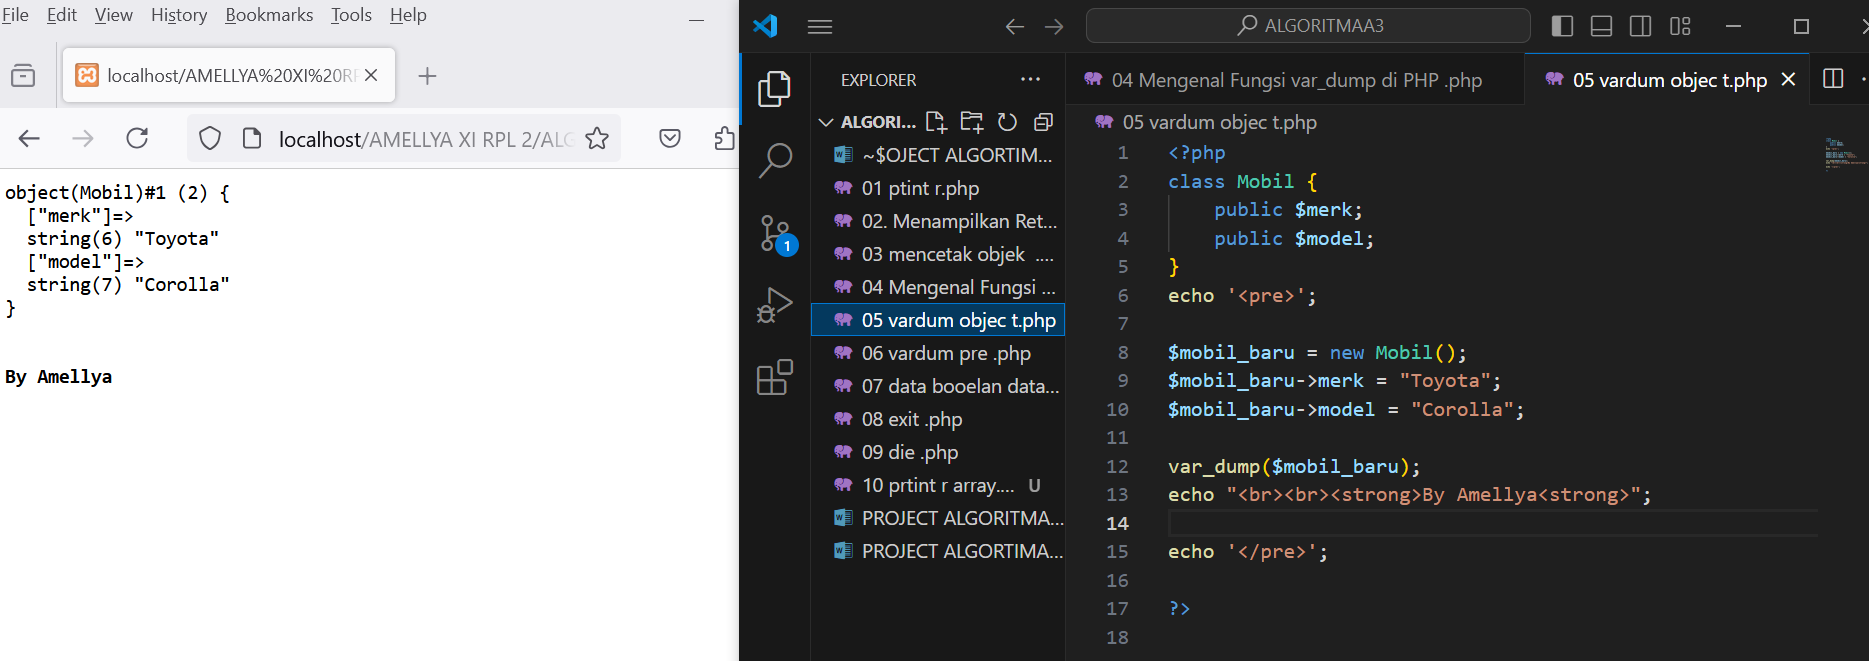 File Edit View History Bookmarks Tools Help
localhost/AMELLYA%20XI%20RP
localhost/AMELLYA XI RPL 2/ALG
object(Mobil)#1 (2) {
  ["merk"]=>
  string(6) "Toyota"
  ["model"]=>
  string(7) "Corolla"
}
By Amellya
ALGORITMAA3
EXPLORER
ALGORI...
~$OJECT ALGORTIM...
01 ptint r.php
02. Menampilkan Ret...
03 mencetak objek ....
04 Mengenal Fungsi ...
05 vardum objec t.php
06 vardum pre .php
07 data booelan data...
08 exit .php
09 die .php
10 prtint r array.... U
PROJECT ALGORITMA...
PROJECT ALGORTIMA...
1
04 Mengenal Fungsi var_dump di PHP .php
05 vardum objec t.php
05 vardum objec t.php
1 <?php
2 class Mobil {
3     public $merk;
4     public $model;
5 }
6 echo '<pre>';
7
8 $mobil_baru = new Mobil();
9 $mobil_baru->merk = "Toyota";
10 $mobil_baru->model = "Corolla";
11
12 var_dump($mobil_baru);
13 echo "<br><br><strong>By Amellya<strong>";
14
15 echo '</pre>';
16
17 ?>
18